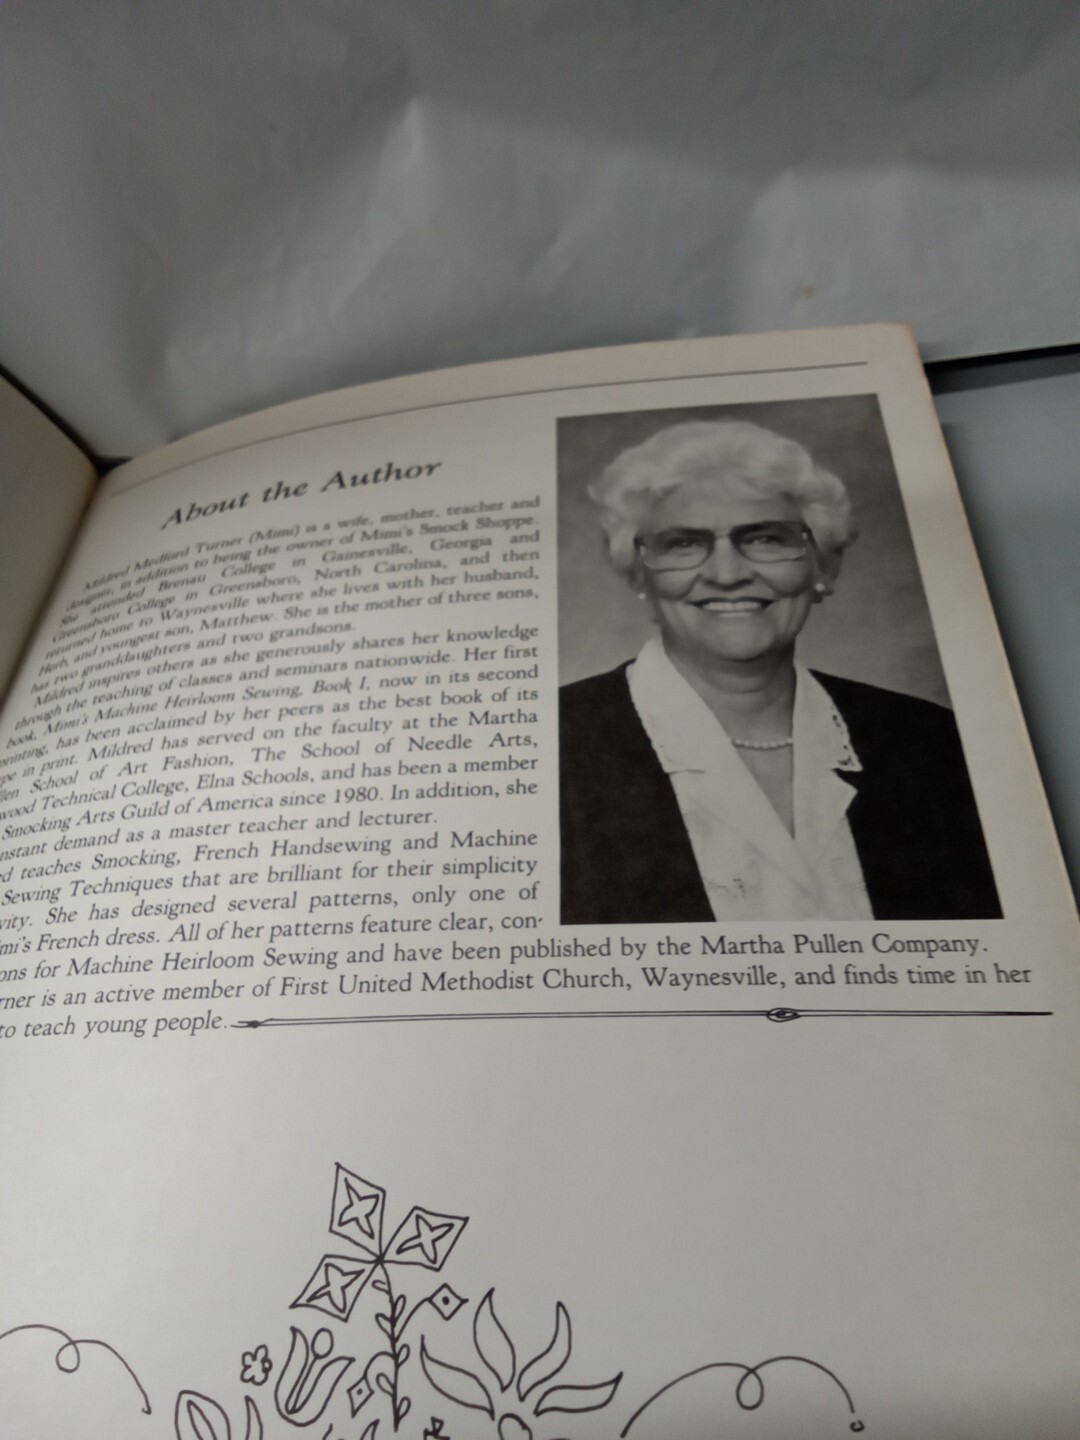 About the Author
Mildred Medford Turner (Mimi) is a wife, mother, teacher and
designer, in addition to being the owner of Mimi's Smock Shoppe.
She attended Brenau College in Gainesville, Georgia and
Greensboro College in Greensboro, North Carolina, and then
returned home to Waynesville where she lives with her husband,
Herb, and youngest son, Matthew. She is the mother of three sons,
has two granddaughters and two grandsons.
Mildred inspires others as she generously shares her knowledge
through the teaching of classes and seminars nationwide. Her first
book, Mimi's Machine Heirloom Sewing, Book I, now in its second
printing, has been acclaimed by her peers as the best book of its
pe in print. Mildred has served on the faculty at the Martha
llen School of Art Fashion, The School of Needle Arts,
wood Technical College, Elna Schools, and has been a member
Smocking Arts Guild of America since 1980. In addition, she
nstant demand as a master teacher and lecturer.
d teaches Smocking, French Handsewing and Machine
Sewing Techniques that are brilliant for their simplicity
vity. She has designed several patterns, only one of
mi's French dress. All of her patterns feature clear, con-
ons for Machine Heirloom Sewing and have been published by the Martha Pullen Company.
rner is an active member of First United Methodist Church, Waynesville, and finds time in her
to teach young people.